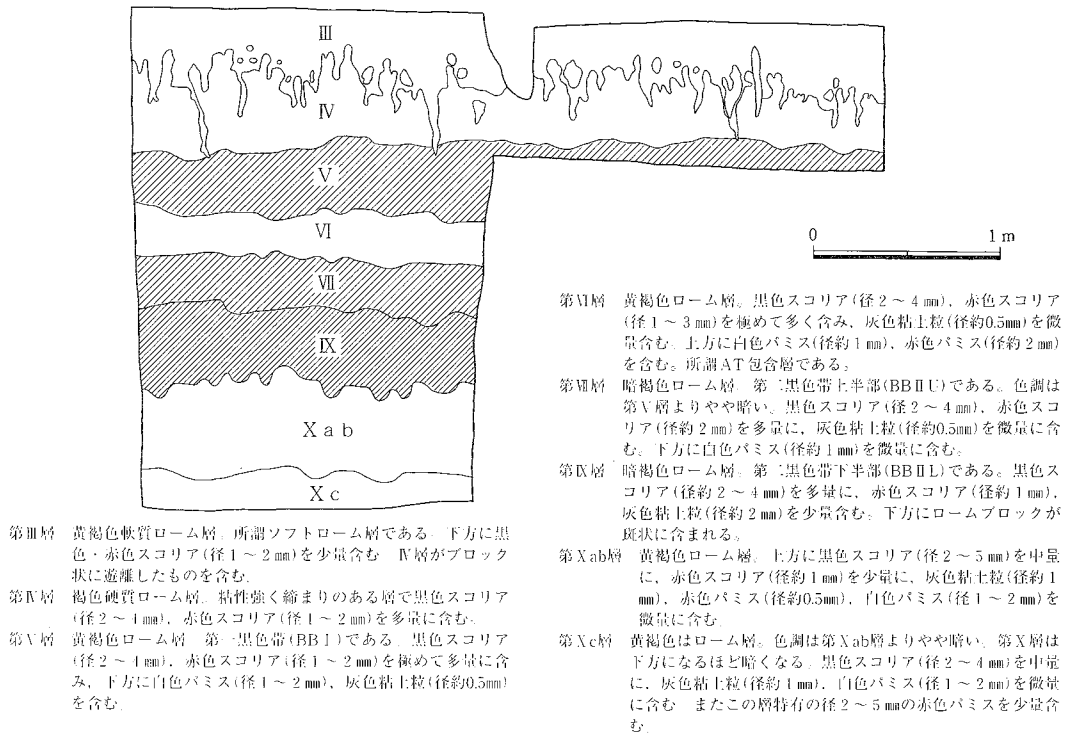 Ⅲ
Ⅳ
Ⅴ
Ⅵ
Ⅶ
Ⅸ
Ⅹab
Ⅹc
0 1m
第Ⅲ層 黄褐色軟質ローム層。所謂ソフトローム層である。下方に黒
色・赤色スコリア(径1～2㎜)を少量含む。Ⅳ層がブロック
状に遊離したものを含む。
第Ⅳ層 褐色硬質ローム層。粘性強く締まりのある層で黒色スコリア
(径2～4㎜)，赤色スコリア(径1～2㎜)を多量に含む。
第Ⅴ層 黄褐色ローム層。第一黒色帯(BBⅠ)である。黒色スコリア
(径2～4㎜)，赤色スコリア(径1～2㎜)を極めて多量に含
み，下方に白色パミス(径1～2㎜)，灰色粘土粒(径約0.5㎜)
を含む。
第Ⅵ層 黄褐色ローム層。黒色スコリア(径2～4㎜)，赤色スコリア
(径1～3㎜)を極めて多く含み，灰色粘土粒(径約0.5㎜)を微
量含む。上方に白色パミス(径約1㎜)，赤色パミス(径約2㎜)
を含む。所謂AT包含層である。
第Ⅶ層 暗褐色ローム層。第二黒色帯上半部(BBⅡU)である。色調は
第Ⅴ層よりやや暗い。黒色スコリア(径2～4㎜)，赤色スコ
リア(径約2㎜)を多量に，灰色粘土粒(径約0.5㎜)を微量に含
む。下方に白色パミス(径約1㎜)を微量に含む。
第Ⅸ層 暗褐色ローム層。第二黒色帯下半部(BBⅡL)である。黒色ス
コリア(径約2～4㎜)を多量に，赤色スコリア(径約1㎜)，
灰色粘土粒(径約2㎜)を少量含む。下方にロームブロックが
斑状に含まれる。
第Ⅹab層 黄褐色ローム層。上方に黒色スコリア(径2～5㎜)を中量
に，赤色スコリア(径約1㎜)を少量に，灰色粘土粒(径約1
㎜)，赤色パミス(径約0.5㎜)，白色パミス(径1～2㎜)を
微量に含む。
第Ⅹc層 黄褐色はローム層。色調は第Ⅹab層よりやや暗い。第Ⅹ層は
下方になるほど暗くなる。黒色スコリア(径2～4㎜)を中量
に，灰色粘土粒(径約1㎜)，白色パミス(径1～2㎜)を微量
に含む。またこの層特有の径2～5㎜の赤色パミスを少量含
む。